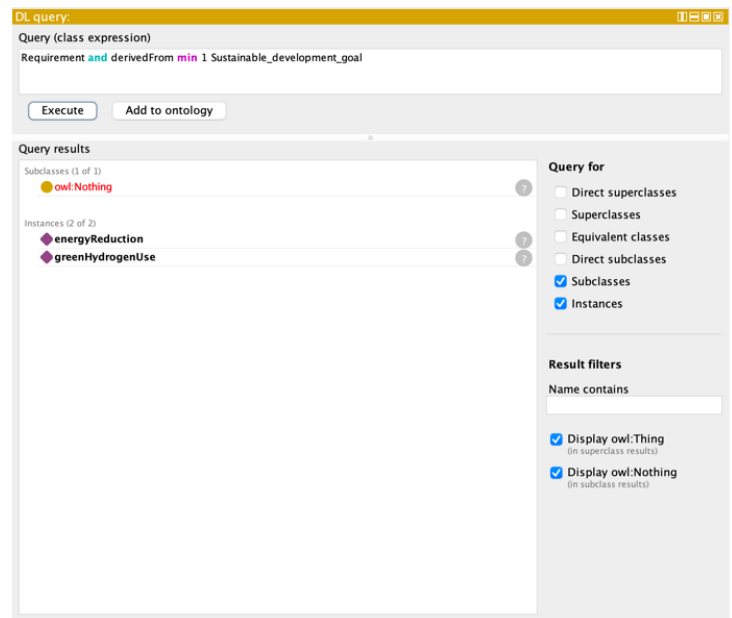 DL query:
Query (class expression)
Requirement and derivedFrom min 1 Sustainable_development_goal
Execute
Add to ontology
Query results
Subclasses (1 of 1)
owl:Nothing
?
Instances (2 of 2)
energyReduction
?
greenHydrogenUse
?
Query for
Direct superclasses
Superclasses
Equivalent classes
Direct subclasses
Subclasses
Instances
Result filters
Name contains
Display owl:Thing
(in superclass results)
Display owl:Nothing
(in subclass results)